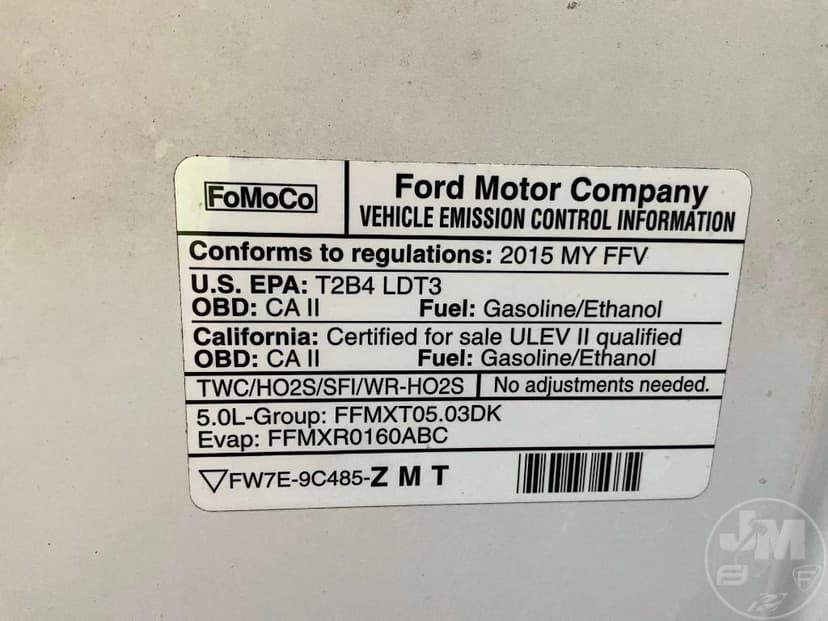 FoMoCo
Ford Motor Company
VEHICLE EMISSION CONTROL INFORMATION
Conforms to regulations: 2015 MY FFV
U.S. EPA: T2B4 LDT3
OBD: CA II Fuel: Gasoline/Ethanol
California: Certified for sale ULEV II qualified
OBD: CA II Fuel: Gasoline/Ethanol
TWC/HO2S/SFI/WR-HO2S No adjustments needed.
5.0L-Group: FFMXT05.03DK
Evap: FFMXR0160ABC
FW7E-9C485-Z M T
JM